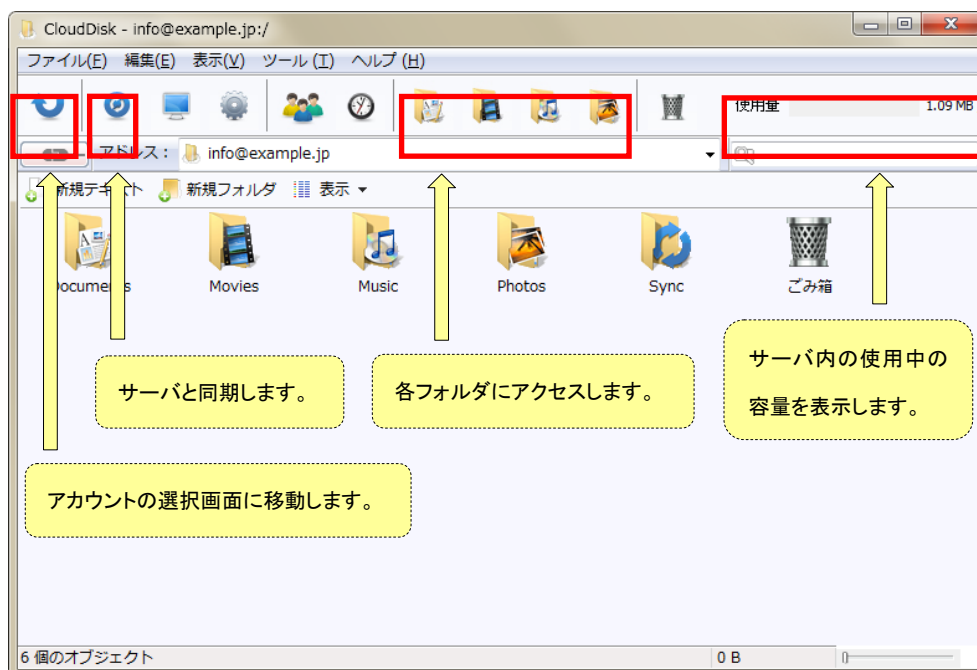 CloudDisk - info@example.jp:/
ファイル(F) 編集(E) 表示(V) ツール (T) ヘルプ (H)
使用量 1.09 MB
アドレス： info@example.jp
新規テキスト 新規フォルダ 表示
Documents Movies Music Photos Sync ごみ箱
サーバと同期します。
各フォルダにアクセスします。
サーバ内の使用中の
容量を表示します。
アカウントの選択画面に移動します。
6 個のオブジェクト 0 B